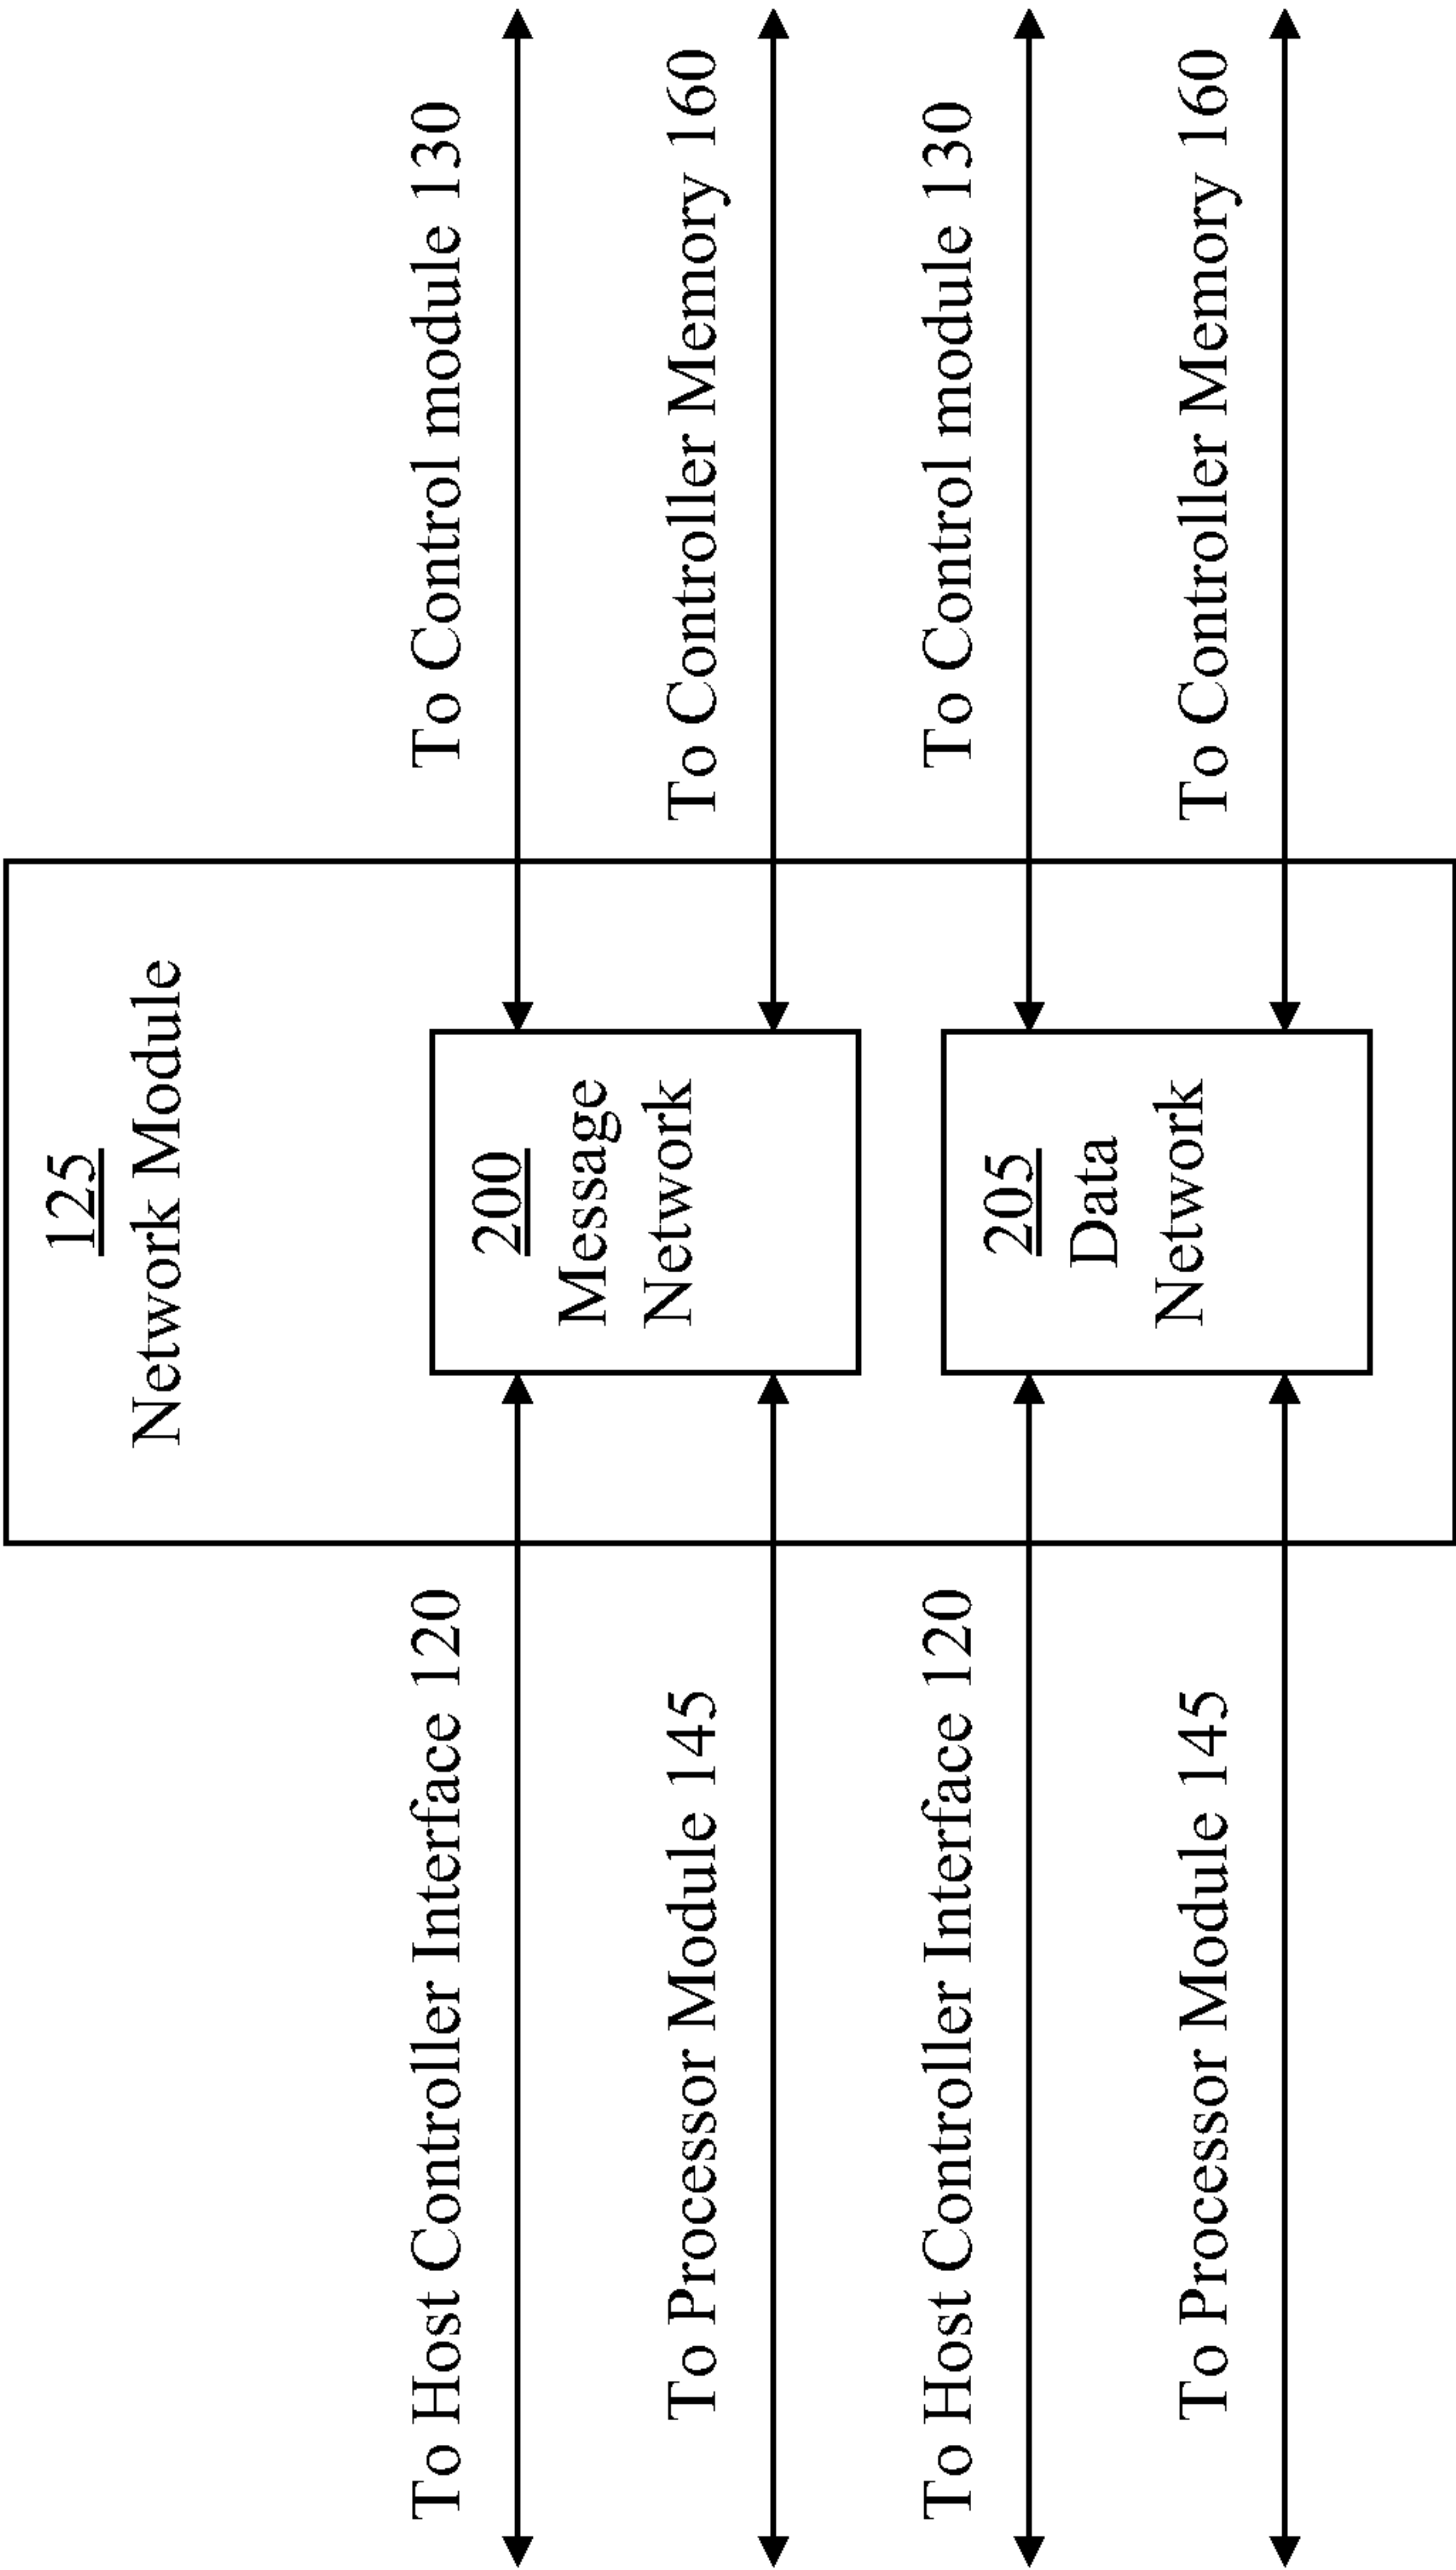 125
Network Module
To Host Controller Interface 120
To Control module 130
200
Message
Network
To Processor Module 145
To Controller Memory 160
To Host Controller Interface 120
To Control module 130
205
Data
Network
To Processor Module 145
To Controller Memory 160